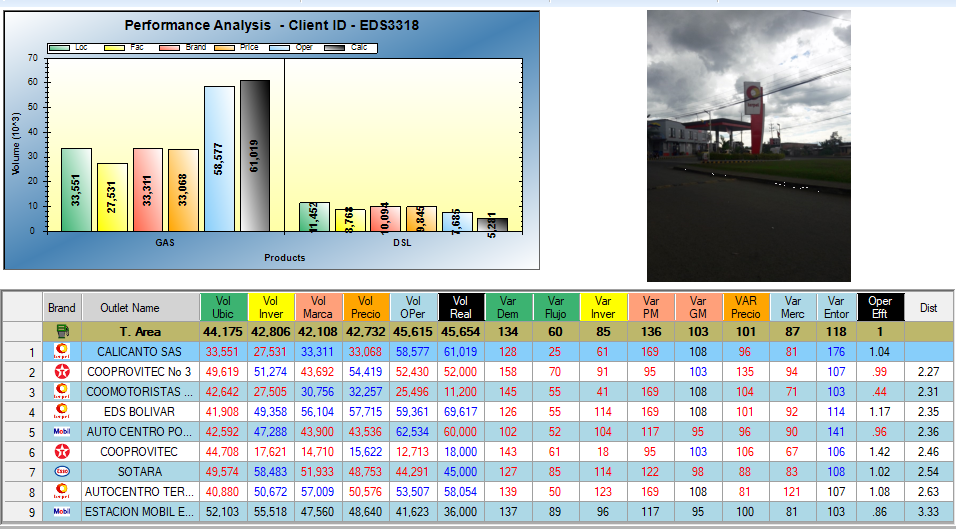 Performance Analysis - Client ID - EDS3318
Loc Fac Brand Price Oper Calc
Volume (10^3)
70
60
50
40
30
20
10
0
33,551 27,531 33,311 33,068 58,577 61,019
11,452 8,768 10,094 9,845 7,685 5,281
GAS DSL
Products
Brand Outlet Name Vol Ubic Vol Inver Vol Marca Vol Precio Vol OPer Vol Real Var Dem Var Flujo Var Inver Var PM Var GM VAR Precio Var Merc Var Entor Oper Efft Dist
T. Area 44,175 42,806 42,108 42,732 45,615 45,654 134 60 85 136 103 101 87 118 1
1 CALICANTO SAS 33,551 27,531 33,311 33,068 58,577 61,019 128 25 61 169 108 96 81 176 1.04
2 COOPROVITEC No 3 49,619 51,274 43,692 54,419 52,430 52,000 158 70 91 95 103 135 94 107 .99 2.27
3 COOMOTORISTAS ... 42,642 27,505 30,756 32,257 25,496 11,200 145 55 41 169 108 104 71 103 .44 2.31
4 EDS BOLIVAR 41,908 49,358 56,104 57,715 59,361 69,617 126 55 114 169 108 101 92 114 1.17 2.35
5 Mobil AUTO CENTRO PO... 42,592 47,288 43,900 43,536 62,534 60,000 102 52 104 117 95 96 90 141 .96 2.36
6 COOPROVITEC 44,708 17,621 14,710 15,622 12,713 18,000 143 61 18 95 103 106 67 106 1.42 2.46
7 Esso SOTARA 49,574 58,483 51,933 48,753 44,291 45,000 127 85 114 122 98 88 83 108 1.02 2.54
8 AUTOCENTRO TER... 40,880 50,672 57,009 50,576 53,507 58,054 139 50 123 169 108 81 121 107 1.08 2.63
9 Mobil ESTACION MOBIL E... 52,103 55,518 47,560 48,640 41,623 36,000 137 89 96 117 95 100 81 103 .86 3.33